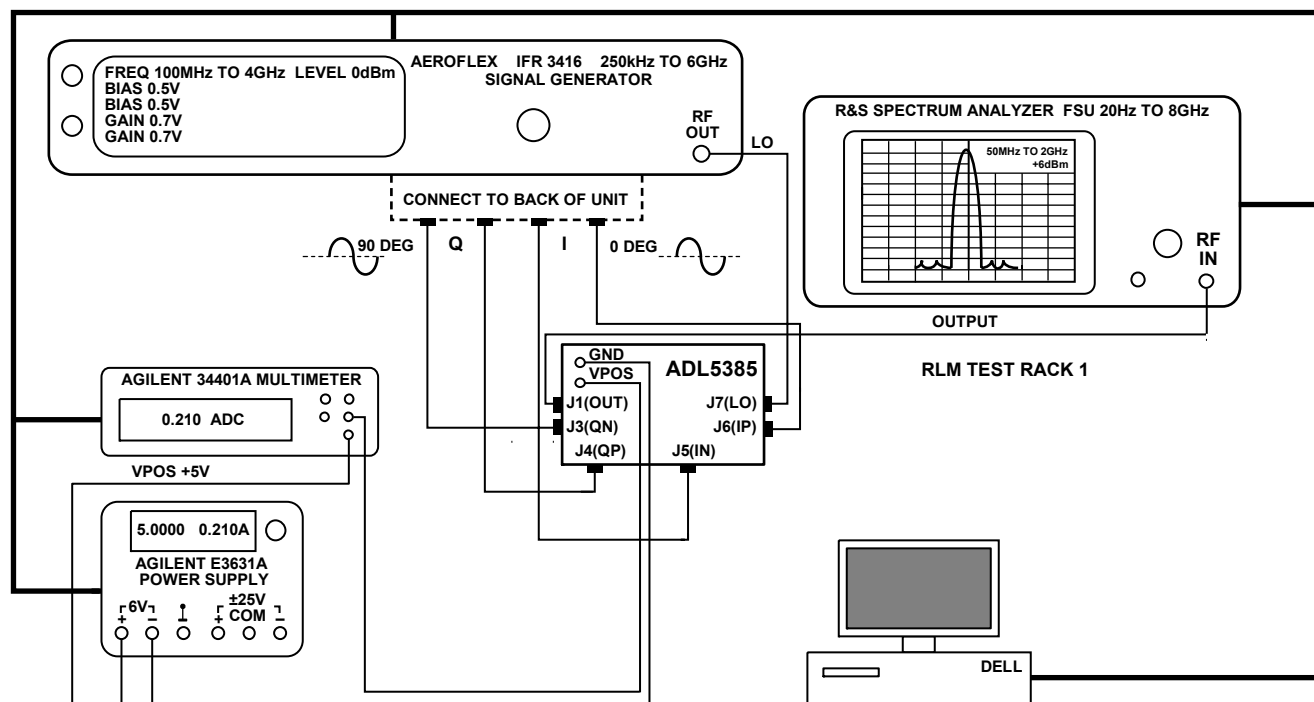 AEROFLEX IFR 3416 250kHz TO 6GHz
SIGNAL GENERATOR
FREQ 100MHz TO 4GHz LEVEL 0dBm
BIAS 0.5V
BIAS 0.5V
GAIN 0.7V
GAIN 0.7V
RF
OUT
LO
CONNECT TO BACK OF UNIT
90 DEG
Q
I
0 DEG
R&S SPECTRUM ANALYZER FSU 20Hz TO 8GHz
50MHz TO 2GHz
+6dBm
RF
IN
OUTPUT
RLM TEST RACK 1
GND
VPOS
ADL5385
J1(OUT)
J7(LO)
J3(QN)
J6(IP)
J4(QP)
J5(IN)
AGILENT 34401A MULTIMETER
0.210 ADC
VPOS +5V
5.0000 0.210A
AGILENT E3631A
POWER SUPPLY
6V
±25V
COM
+
–
+
–
DELL